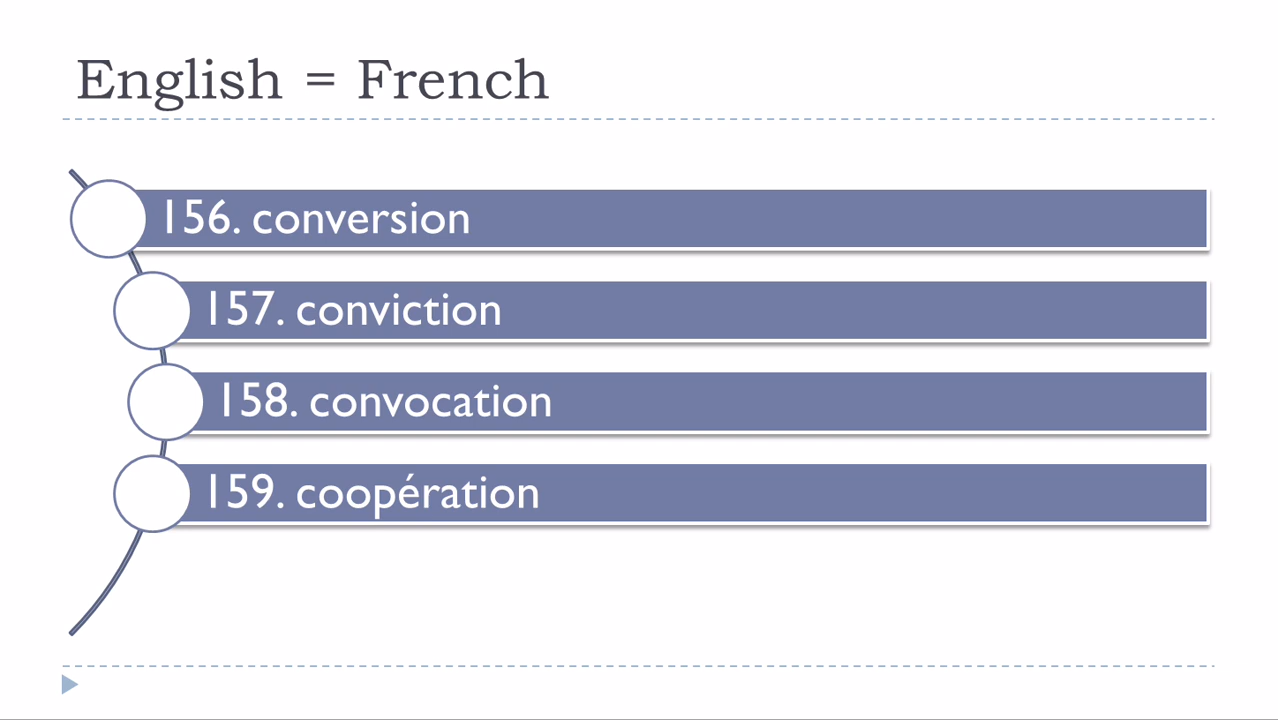 English = French
156. conversion
157. conviction
158. convocation
159. coopération